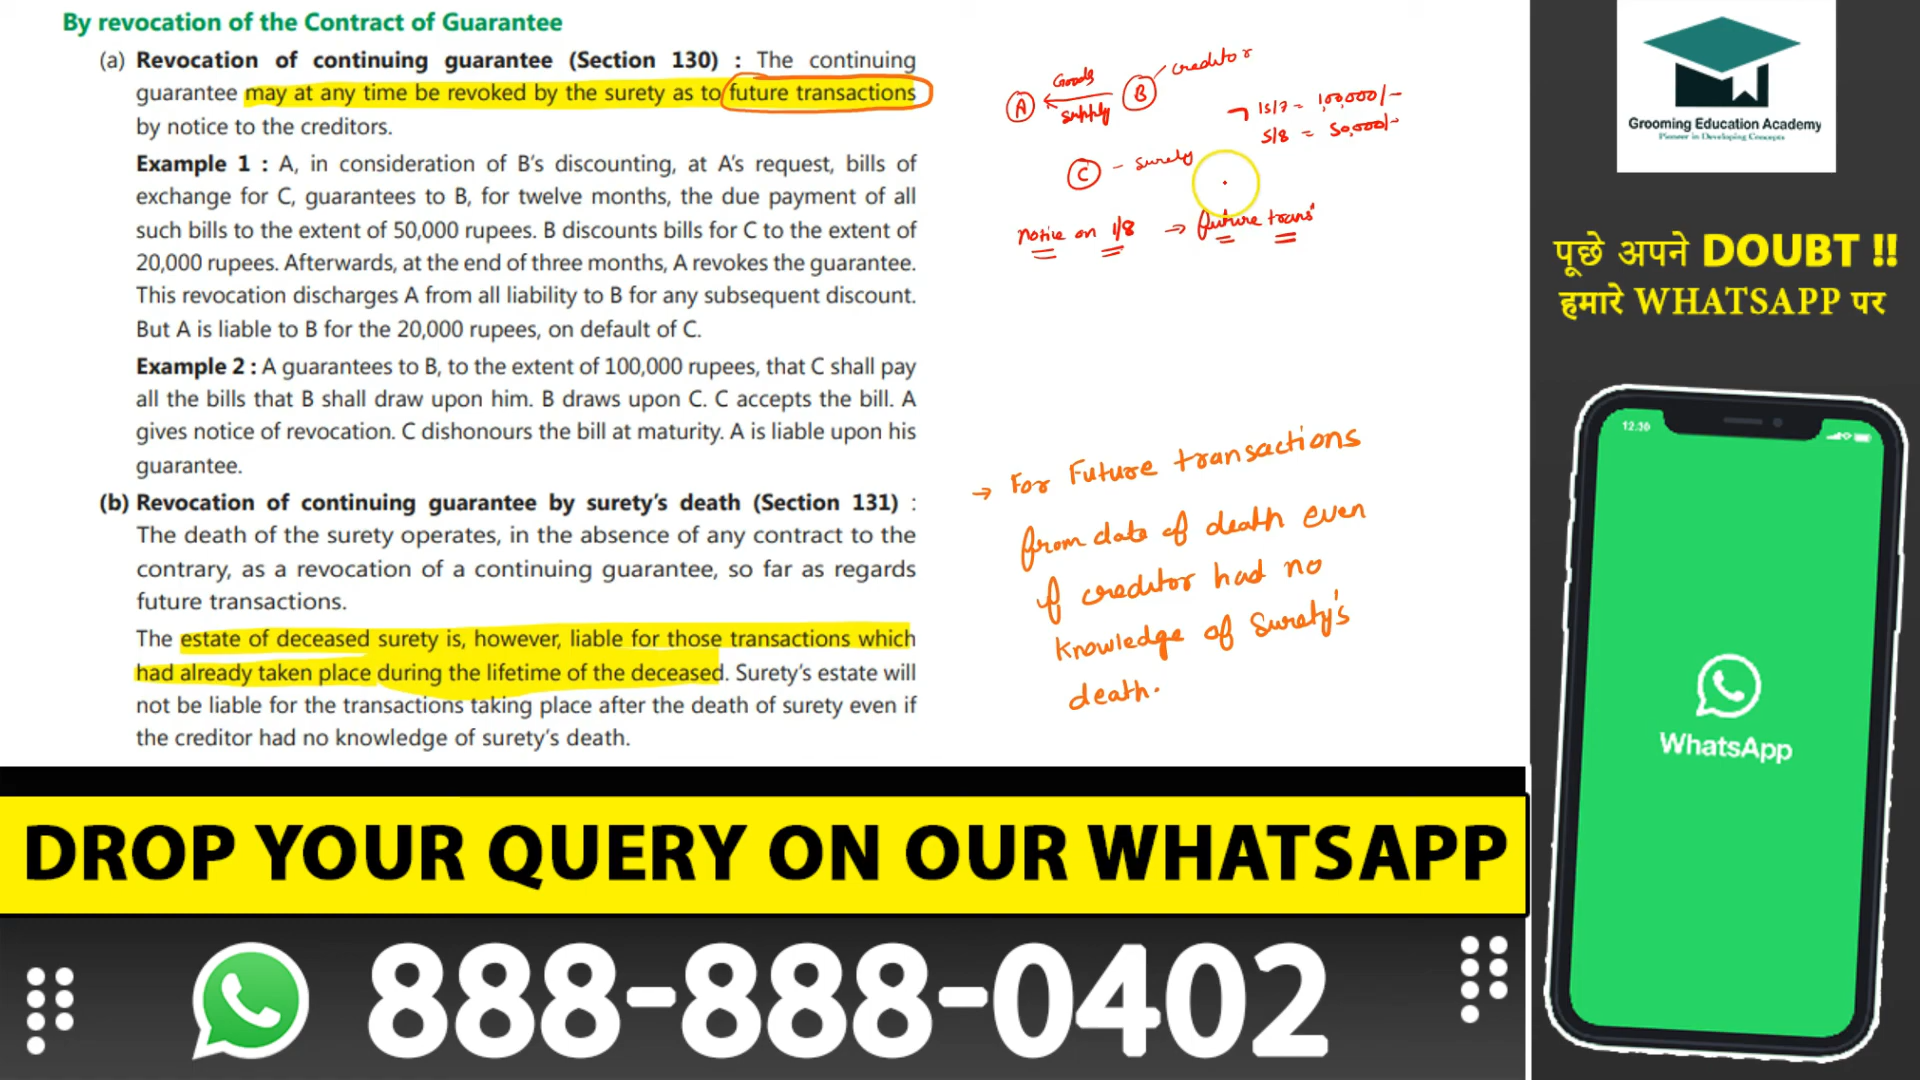 By revocation of the Contract of Guarantee
(a) Revocation of continuing guarantee (Section 130) : The continuing
guarantee may at any time be revoked by the surety as to future transactions
by notice to the creditors.
Example 1 : A, in consideration of B's discounting, at A's request, bills of
exchange for C, guarantees to B, for twelve months, the due payment of all
such bills to the extent of 50,000 rupees. B discounts bills for C to the extent of
20,000 rupees. Afterwards, at the end of three months, A revokes the guarantee.
This revocation discharges A from all liability to B for any subsequent discount.
But A is liable to B for the 20,000 rupees, on default of C.
Example 2 : A guarantees to B, to the extent of 100,000 rupees, that C shall pay
all the bills that B shall draw upon him. B draws upon C. C accepts the bill. A
gives notice of revocation. C dishonours the bill at maturity. A is liable upon his
guarantee.
(b) Revocation of continuing guarantee by surety's death (Section 131) :
The death of the surety operates, in the absence of any contract to the
contrary, as a revocation of a continuing guarantee, so far as regards
future transactions.
The estate of deceased surety is, however, liable for those transactions which
had already taken place during the lifetime of the deceased. Surety's estate will
not be liable for the transactions taking place after the death of surety even if
the creditor had no knowledge of surety's death.
A Goods supply B creditor
15/7 = 1,00,000/-
5/8 = 50,000/-
C - surety
Notice on 1/8 → future trans"
→ For Future transactions
from date of death even
if creditor had no
knowledge of Surety's
death.
Grooming Education Academy
Pioneer in Developing Concepts
पूछे अपने DOUBT !!
हमारे WHATSAPP पर
12:30
WhatsApp
DROP YOUR QUERY ON OUR WHATSAPP
888-888-0402